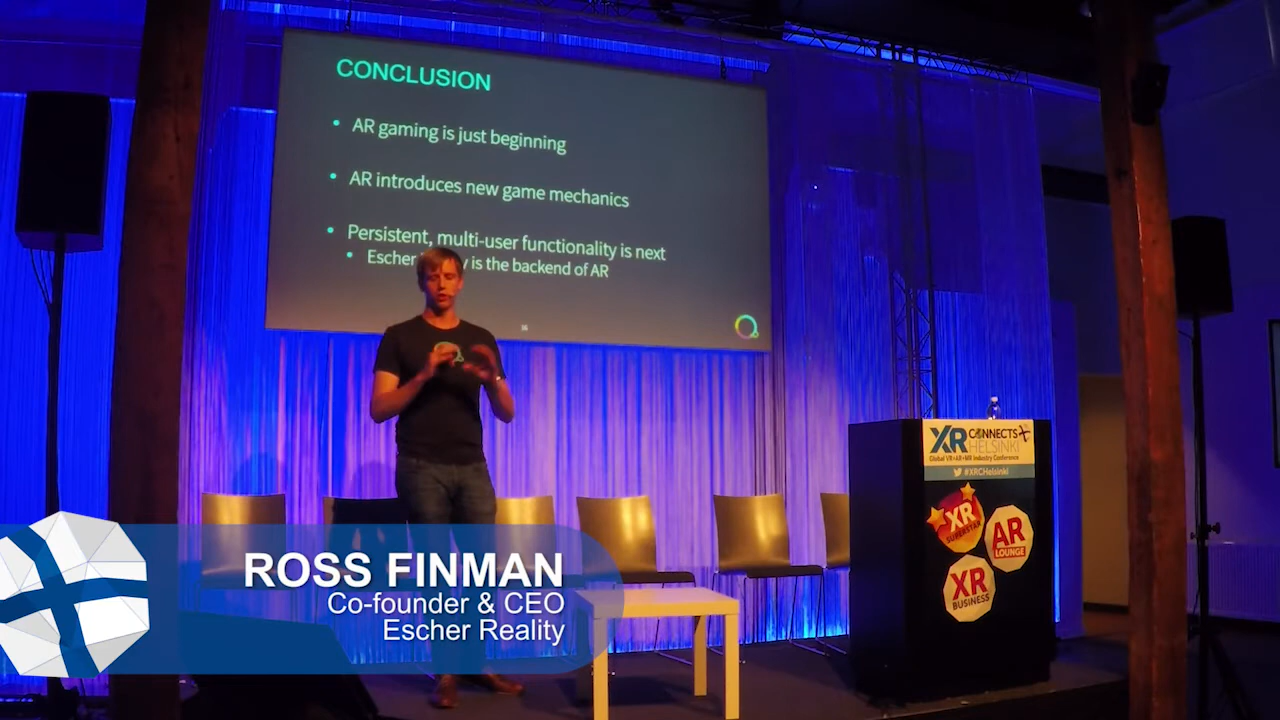 CONCLUSION
• AR gaming is just beginning
• AR introduces new game mechanics
• Persistent, multi-user functionality is next
• Escher y is the backend of AR
16
XR CONNECTS
HELSINKI
Global VR+AR+MR Industry Conference
#XRCHelsinki
XR
SUPERSTAR
AR
LOUNGE
XR
BUSINESS
ROSS FINMAN
Co-founder & CEO
Escher Reality